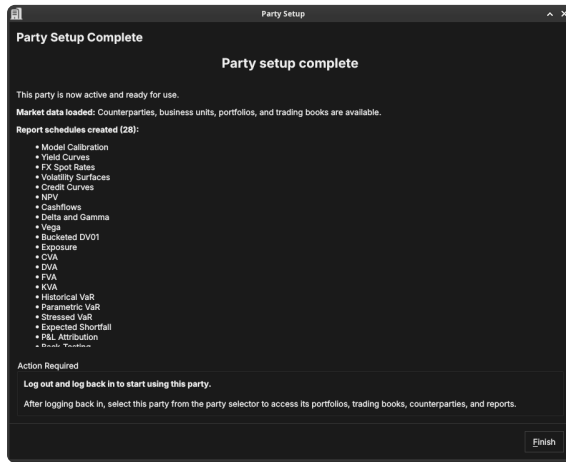 Party Setup
Party Setup Complete
Party setup complete
This party is now active and ready for use.
Market data loaded: Counterparties, business units, portfolios, and trading books are available.
Report schedules created (28):
• Model Calibration
• Yield Curves
• FX Spot Rates
• Volatility Surfaces
• Credit Curves
• NPV
• Cashflows
• Delta and Gamma
• Vega
• Bucketed DV01
• Exposure
• CVA
• DVA
• FVA
• KVA
• Historical VaR
• Parametric VaR
• Stressed VaR
• Expected Shortfall
• P&L Attribution
• Back Testing
Action Required
Log out and log back in to start using this party.
After logging back in, select this party from the party selector to access its portfolios, trading books, counterparties, and reports.
Finish